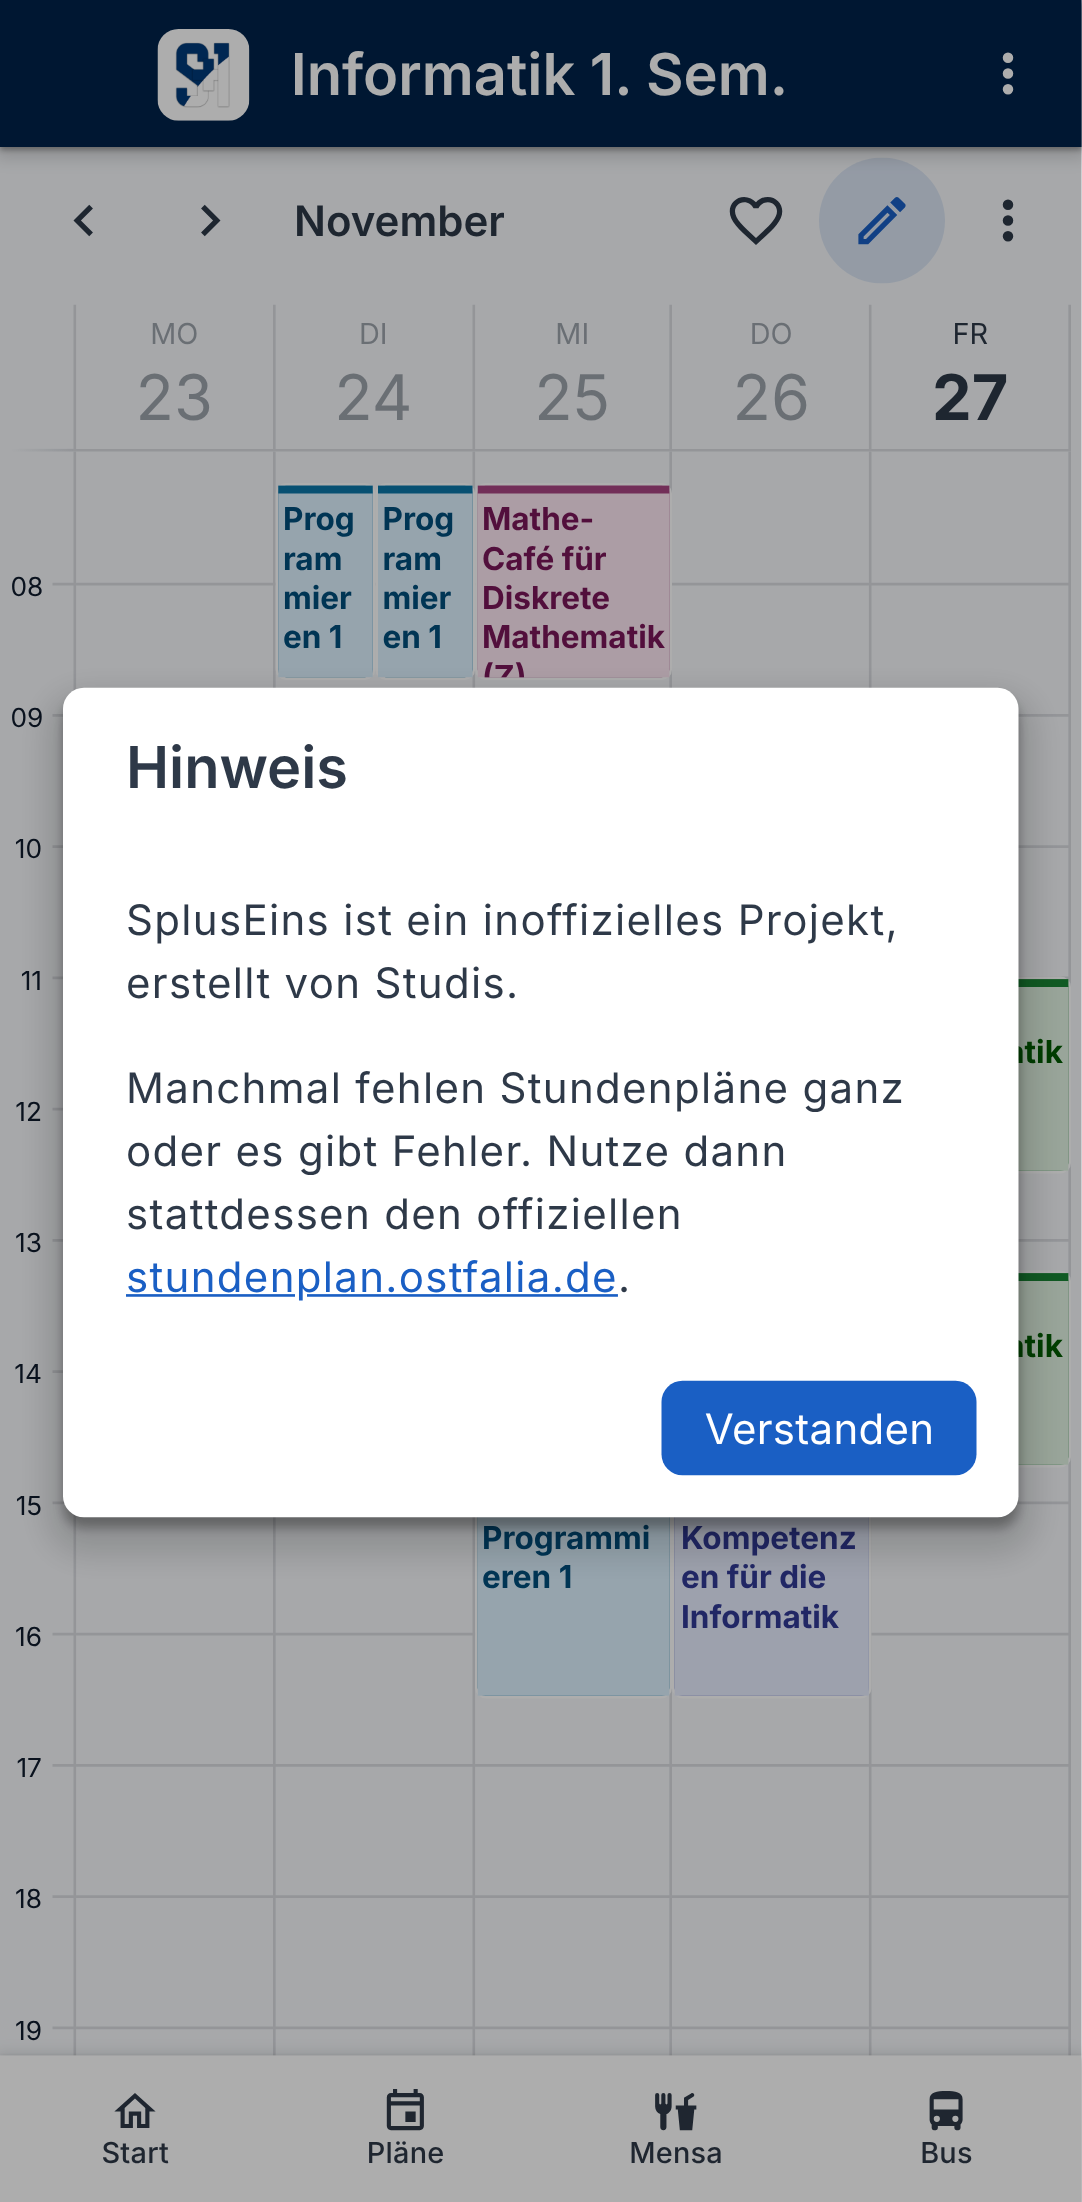 Informatik 1. Sem.
November
MO
DI
MI
DO
FR
23
24
25
26
27
Prog
ram
mier
en 1
Prog
ram
mier
en 1
Mathe-
Café für
Diskrete
Mathematik
(Z)
08
09
10
11
12
13
14
15
16
17
18
19
Hinweis
SplusEins ist ein inoffizielles Projekt,
erstellt von Studis.
Manchmal fehlen Stundenpläne ganz
oder es gibt Fehler. Nutze dann
stattdessen den offiziellen
stundenplan.ostfalia.de.
Verstanden
tik
tik
Programmi
eren 1
Kompetenz
en für die
Informatik
Start
Pläne
Mensa
Bus